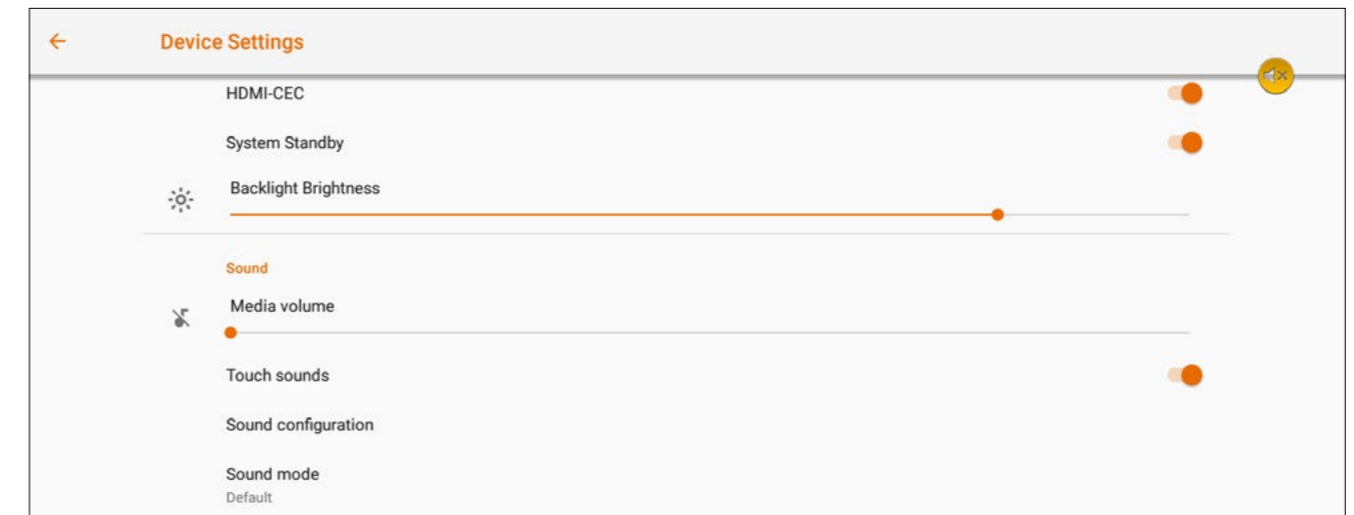 Device Settings
HDMI-CEC
System Standby
Backlight Brightness
Sound
Media volume
Touch sounds
Sound configuration
Sound mode
Default